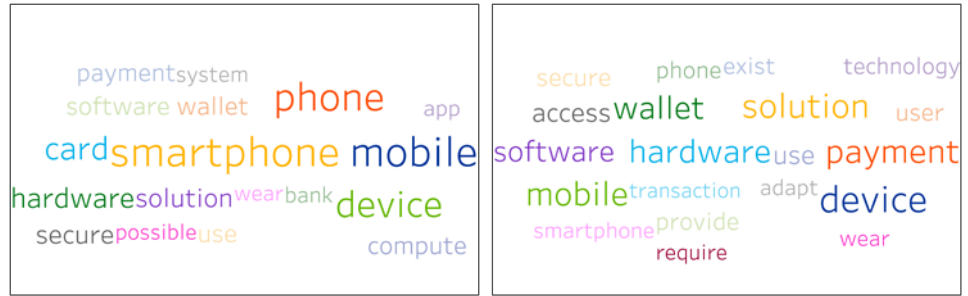 payment system
software wallet phone app
card smartphone mobile
hardware solution wear bank device
secure possible use compute
secure phone exist technology
access wallet solution user
software hardware use payment
mobile transaction adapt device
smartphone provide
require wear